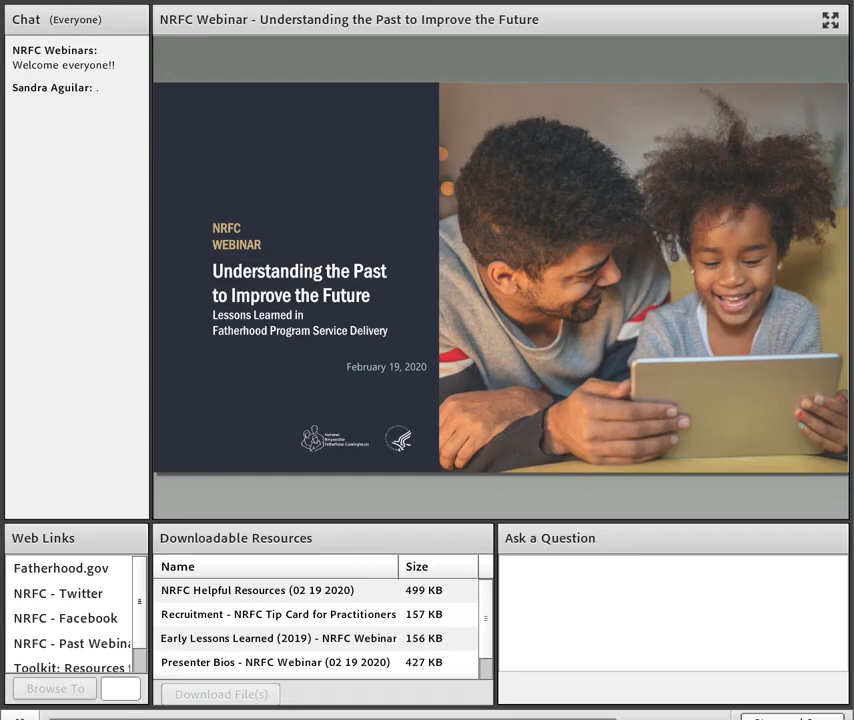 Chat (Everyone)
NRFC Webinars:
Welcome everyone!!
Sandra Aguilar: .
NRFC Webinar - Understanding the Past to Improve the Future
NRFC
WEBINAR
Understanding the Past
to Improve the Future
Lessons Learned in
Fatherhood Program Service Delivery
February 19, 2020
National
Responsible
Fatherhood Clearinghouse
Web Links
Fatherhood.gov
NRFC - Twitter
NRFC - Facebook
NRFC - Past Webina
Toolkit: Resources
Browse To
Downloadable Resources
Name Size
NRFC Helpful Resources (02 19 2020) 499 KB
Recruitment - NRFC Tip Card for Practitioners 157 KB
Early Lessons Learned (2019) - NRFC Webinar 156 KB
Presenter Bios - NRFC Webinar (02 19 2020) 427 KB
Download File(s)
Ask a Question